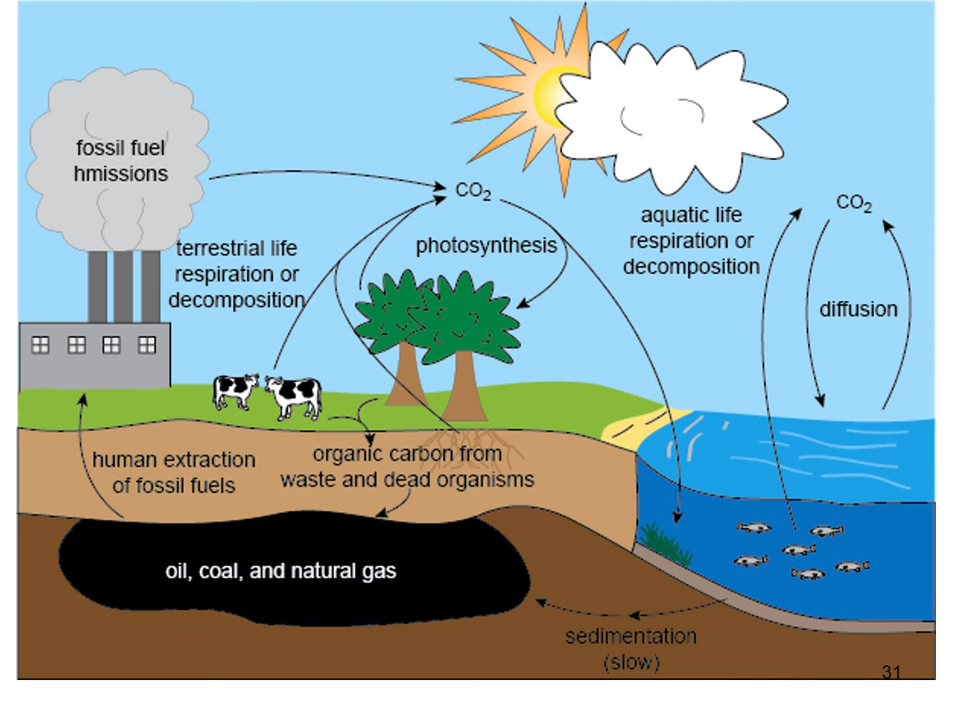 fossil fuel
hmissions
CO₂
CO₂
terrestrial life
respiration or
decomposition
photosynthesis
aquatic life
respiration or
decomposition
diffusion
human extraction
of fossil fuels
organic carbon from
waste and dead organisms
oil, coal, and natural gas
sedimentation
(slow)
31